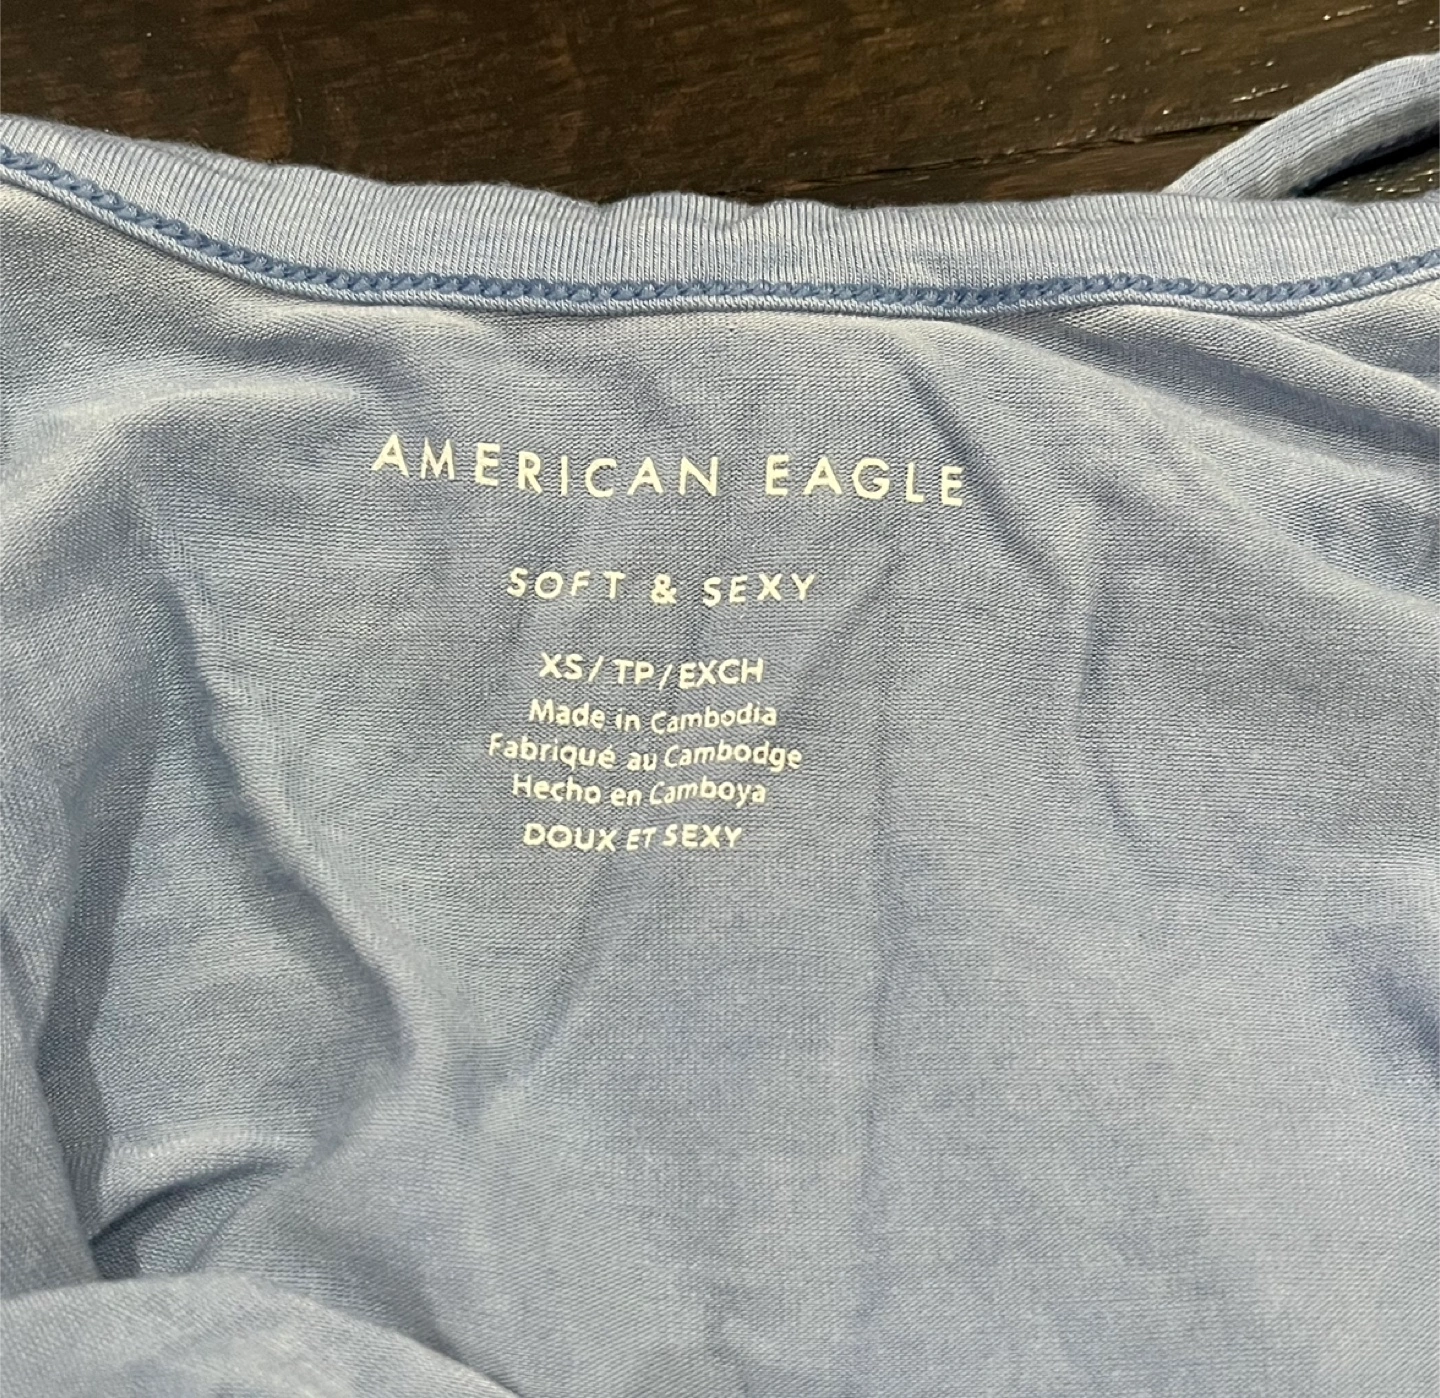 AMERICAN EAGLE
SOFT & SEXY
XS/TP/EXCH
Made in Cambodia
Fabriqué au Cambodge
Hecho en Camboya
DOUX ET SEXY